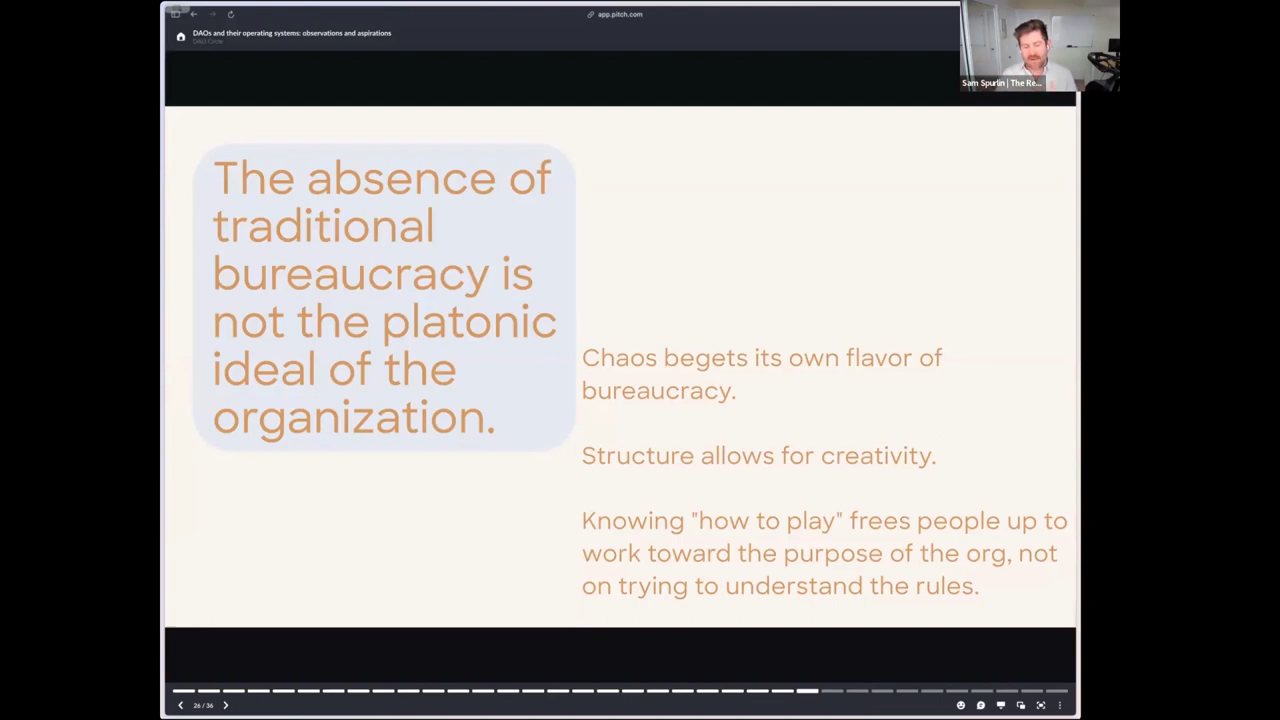 app.pitch.com
DAOs and their operating systems: observations and aspirations
DAO Circle
Sam Spurlin | The Re...
The absence of
traditional
bureaucracy is
not the platonic
ideal of the
organization.
Chaos begets its own flavor of
bureaucracy.
Structure allows for creativity.
Knowing "how to play" frees people up to
work toward the purpose of the org, not
on trying to understand the rules.
26 / 36